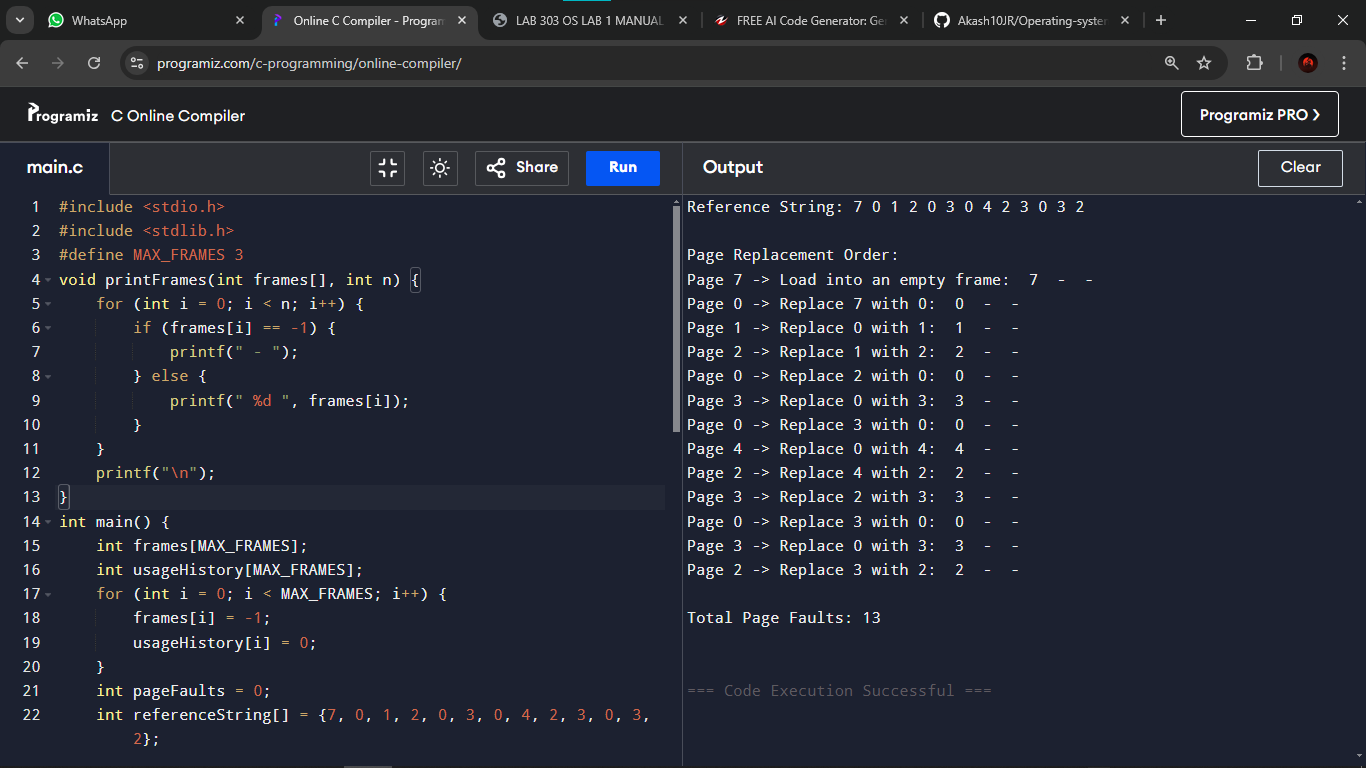 WhatsApp
Online C Compiler - Program
LAB 303 OS LAB 1 MANUAL
FREE AI Code Generator: Ge
Akash10JR/Operating-syste
programiz.com/c-programming/online-compiler/
Programiz C Online Compiler
Programiz PRO
main.c
Share
Run
Output
Clear
1 #include <stdio.h>
2 #include <stdlib.h>
3 #define MAX_FRAMES 3
4 void printFrames(int frames[], int n) {
5 for (int i = 0; i < n; i++) {
6 if (frames[i] == -1) {
7 printf(" - ");
8 } else {
9 printf(" %d ", frames[i]);
10 }
11 }
12 printf("\n");
13 }
14 int main() {
15 int frames[MAX_FRAMES];
16 int usageHistory[MAX_FRAMES];
17 for (int i = 0; i < MAX_FRAMES; i++) {
18 frames[i] = -1;
19 usageHistory[i] = 0;
20 }
21 int pageFaults = 0;
22 int referenceString[] = {7, 0, 1, 2, 0, 3, 0, 4, 2, 3, 0, 3,
2};
Reference String: 7 0 1 2 0 3 0 4 2 3 0 3 2
Page Replacement Order:
Page 7 -> Load into an empty frame:  7  -  -
Page 0 -> Replace 7 with 0:  0  -  -
Page 1 -> Replace 0 with 1:  1  -  -
Page 2 -> Replace 1 with 2:  2  -  -
Page 0 -> Replace 2 with 0:  0  -  -
Page 3 -> Replace 0 with 3:  3  -  -
Page 0 -> Replace 3 with 0:  0  -  -
Page 4 -> Replace 0 with 4:  4  -  -
Page 2 -> Replace 4 with 2:  2  -  -
Page 3 -> Replace 2 with 3:  3  -  -
Page 0 -> Replace 3 with 0:  0  -  -
Page 3 -> Replace 0 with 3:  3  -  -
Page 2 -> Replace 3 with 2:  2  -  -
Total Page Faults: 13
=== Code Execution Successful ===